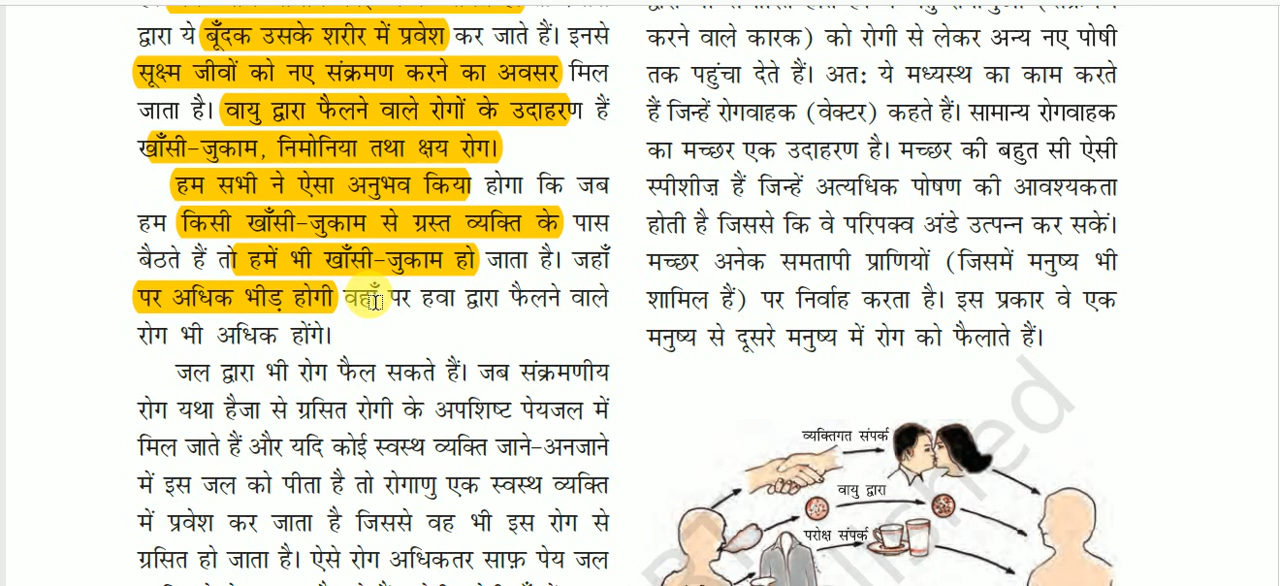 द्वारा ये बूँदक उसके शरीर में प्रवेश कर जाते हैं। इनसे
सूक्ष्म जीवों को नए संक्रमण करने का अवसर मिल
जाता है। वायु द्वारा फैलने वाले रोगों के उदाहरण हैं
खाँसी-जुकाम, निमोनिया तथा क्षय रोग।
हम सभी ने ऐसा अनुभव किया होगा कि जब
हम किसी खाँसी-जुकाम से ग्रस्त व्यक्ति के पास
बैठते हैं तो हमें भी खाँसी-जुकाम हो जाता है। जहाँ
पर अधिक भीड़ होगी वहाँ पर हवा द्वारा फैलने वाले
रोग भी अधिक होंगे।
जल द्वारा भी रोग फैल सकते हैं। जब संक्रमणीय
रोग यथा हैजा से ग्रसित रोगी के अपशिष्ट पेयजल में
मिल जाते हैं और यदि कोई स्वस्थ व्यक्ति जाने-अनजाने
में इस जल को पीता है तो रोगाणु एक स्वस्थ व्यक्ति
में प्रवेश कर जाता है जिससे वह भी इस रोग से
ग्रसित हो जाता है। ऐसे रोग अधिकतर साफ़ पेय जल
करने वाले कारक) को रोगी से लेकर अन्य नए पोषी
तक पहुंचा देते हैं। अत: ये मध्यस्थ का काम करते
हैं जिन्हें रोगवाहक (वेक्टर) कहते हैं। सामान्य रोगवाहक
का मच्छर एक उदाहरण है। मच्छर की बहुत सी ऐसी
स्पीशीज़ हैं जिन्हें अत्यधिक पोषण की आवश्यकता
होती है जिससे कि वे परिपक्व अंडे उत्पन्न कर सकें।
मच्छर अनेक समतापी प्राणियों (जिसमें मनुष्य भी
शामिल हैं) पर निर्वाह करता है। इस प्रकार वे एक
मनुष्य से दूसरे मनुष्य में रोग को फैलाते हैं।
व्यक्तिगत संपर्क
वायु द्वारा
परोक्ष संपर्क